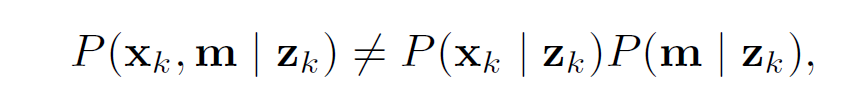 P(𝐱ₖ, 𝐦 | 𝐳ₖ) ≠ P(𝐱ₖ | 𝐳ₖ)P(𝐦 | 𝐳ₖ),